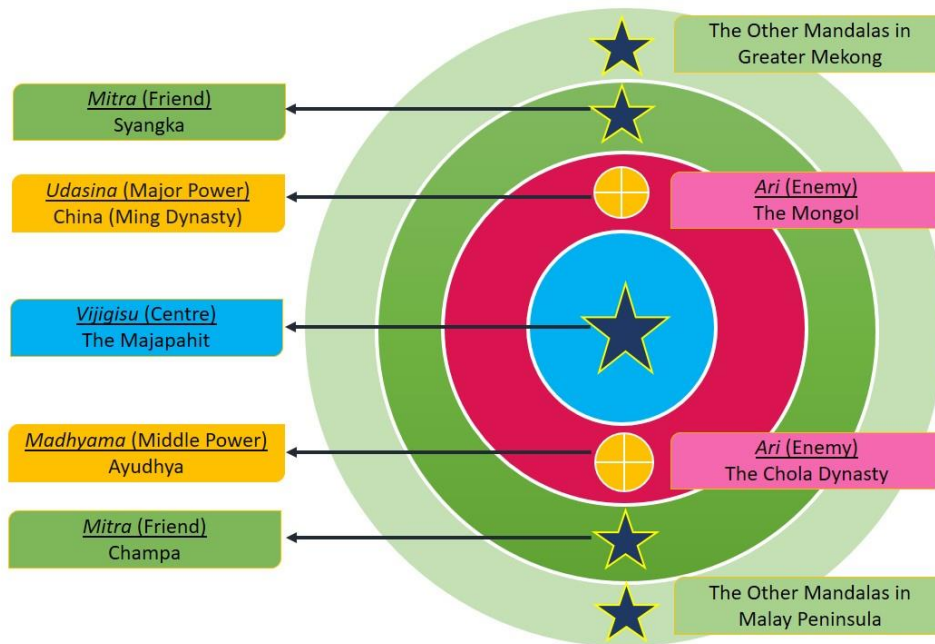 The Other Mandalas in
Greater Mekong
Mitra (Friend)
Syangka
Udasina (Major Power)
China (Ming Dynasty)
Ari (Enemy)
The Mongol
Vijigisu (Centre)
The Majapahit
Madhyama (Middle Power)
Ayudhya
Ari (Enemy)
The Chola Dynasty
Mitra (Friend)
Champa
The Other Mandalas in
Malay Peninsula